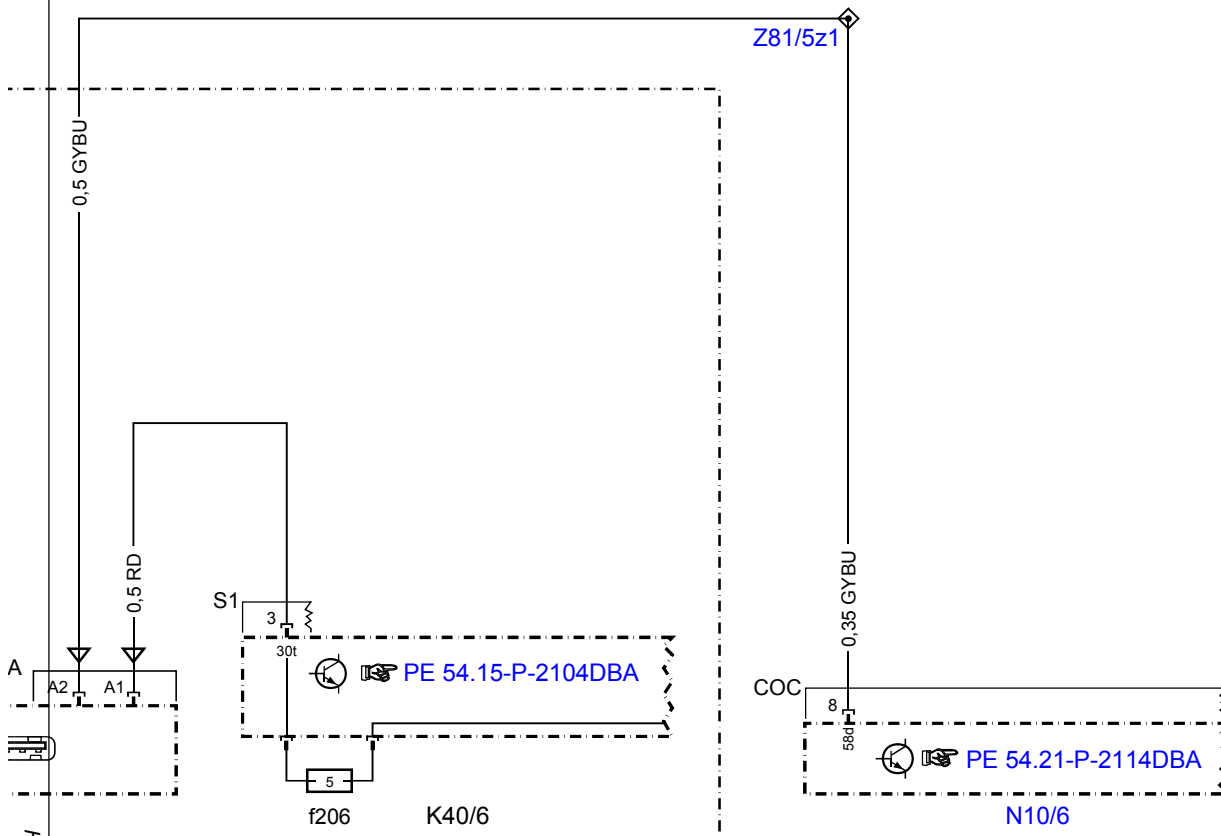 Z81/5z1
0,5 GYBU
0,5 RD
0,35 GYBU
S1
3
30t
A
A2 A1
PE 54.15-P-2104DBA
COC
8
58d
PE 54.21-P-2114DBA
5
f206 K40/6 N10/6